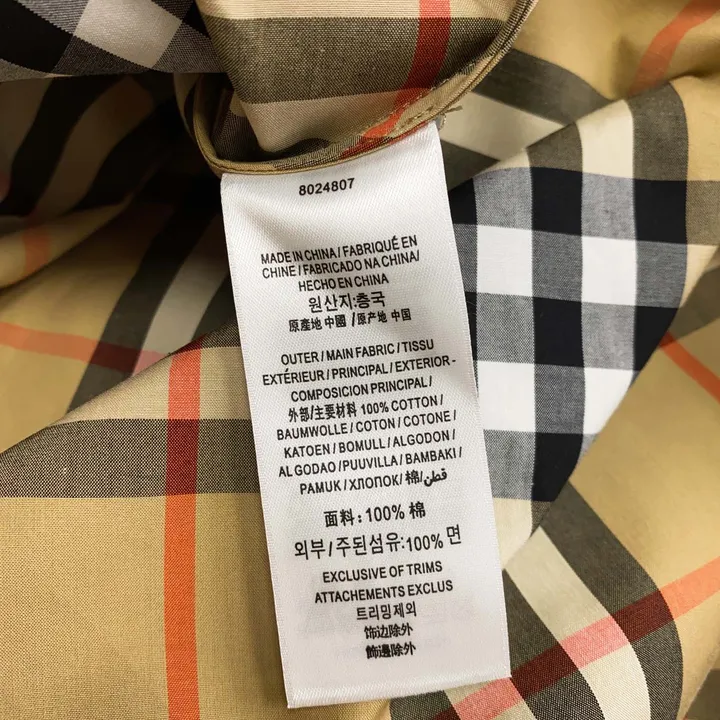 8024807
MADE IN CHINA / FABRIQUÉ EN
CHINE / FABRICADO NA CHINA/
HECHO EN CHINA
원산지:층국
原産地 中國 / 原产地 中国
OUTER / MAIN FABRIC / TISSU
EXTÉRIEUR / PRINCIPAL / EXTERIOR -
COMPOSICION PRINCIPAL /
外部/主要材料 100% COTTON /
BAUMWOLLE / COTON / COTONE /
KATOEN / BOMULL / ALGODON /
ALGODAO / PUUVILLA / BAMBAKI /
PAMUK / ХЛОПОК/ 棉/قطن
面料: 100% 棉
외부 / 주된섬유:100% 면
EXCLUSIVE OF TRIMS
ATTACHEMENTS EXCLUS
트리밍제외
饰边除外
飾邊除外